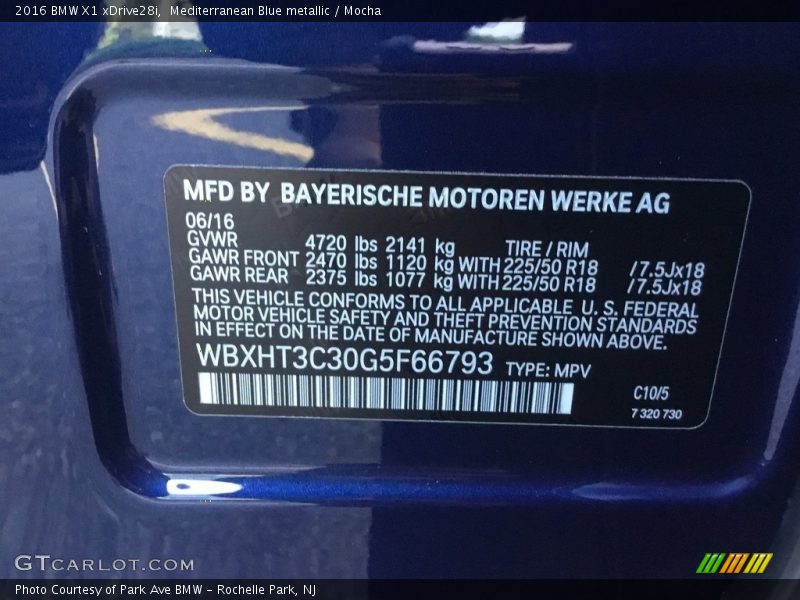 2016 BMW X1 xDrive28i, Mediterranean Blue metallic / Mocha
MFD BY BAYERISCHE MOTOREN WERKE AG
06/16
GVWR 4720 lbs 2141 kg TIRE / RIM
GAWR FRONT 2470 lbs 1120 kg WITH 225/50 R18 /7.5Jx18
GAWR REAR 2375 lbs 1077 kg WITH 225/50 R18 /7.5Jx18
THIS VEHICLE CONFORMS TO ALL APPLICABLE U. S. FEDERAL
MOTOR VEHICLE SAFETY AND THEFT PREVENTION STANDARDS
IN EFFECT ON THE DATE OF MANUFACTURE SHOWN ABOVE.
WBXHT3C30G5F66793 TYPE: MPV
C10/5
7 320 730
GTCARLOT.COM
Photo Courtesy of Park Ave BMW - Rochelle Park, NJ